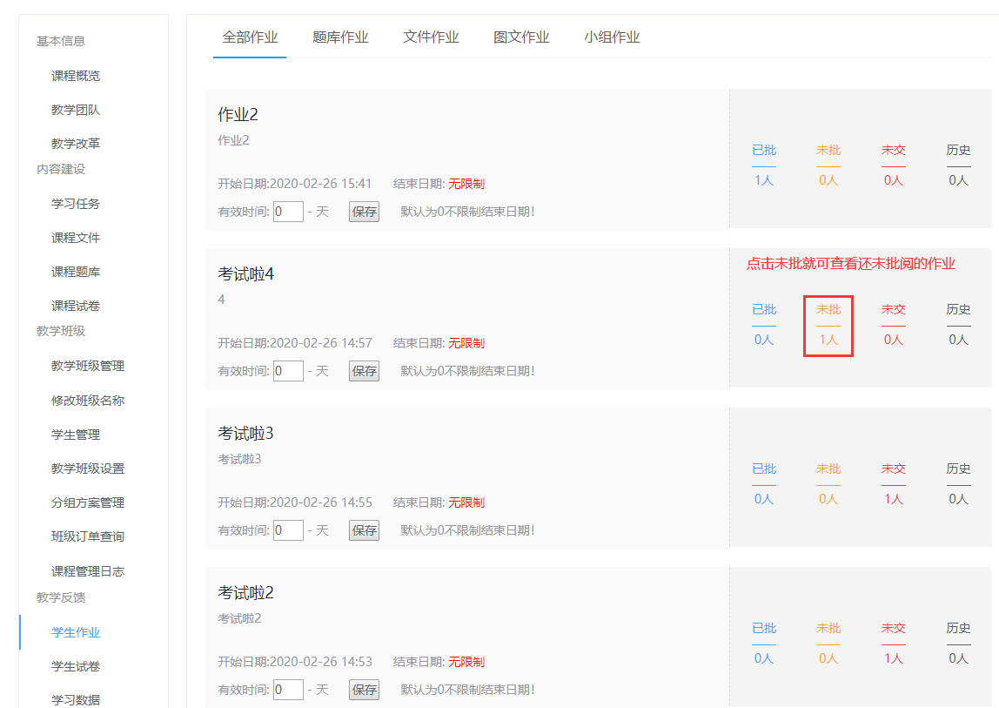 基本信息
课程概览
教学团队
教学改革
内容建设
学习任务
课程文件
课程题库
课程试卷
教学班级
教学班级管理
修改班级名称
学生管理
教学班级设置
分组方案管理
班级订单查询
课程管理日志
教学反馈
学生作业
学生试卷
学习数据
全部作业 题库作业 文件作业 图文作业 小组作业
作业2
作业2
开始日期:2020-02-26 15:41 结束日期: 无限制
有效时间: 0 - 天 保存 默认为0不限制结束日期!
已批 未批 未交 历史
1人 0人 0人 0人
考试啦4
4
开始日期:2020-02-26 14:57 结束日期: 无限制
有效时间: 0 - 天 保存 默认为0不限制结束日期!
点击未批就可查看还未批阅的作业
已批 未批 未交 历史
0人 1人 0人 0人
考试啦3
考试啦3
开始日期:2020-02-26 14:55 结束日期: 无限制
有效时间: 0 - 天 保存 默认为0不限制结束日期!
已批 未批 未交 历史
0人 0人 1人 0人
考试啦2
考试啦2
开始日期:2020-02-26 14:53 结束日期: 无限制
有效时间: 0 - 天 保存 默认为0不限制结束日期!
已批 未批 未交 历史
0人 0人 1人 0人